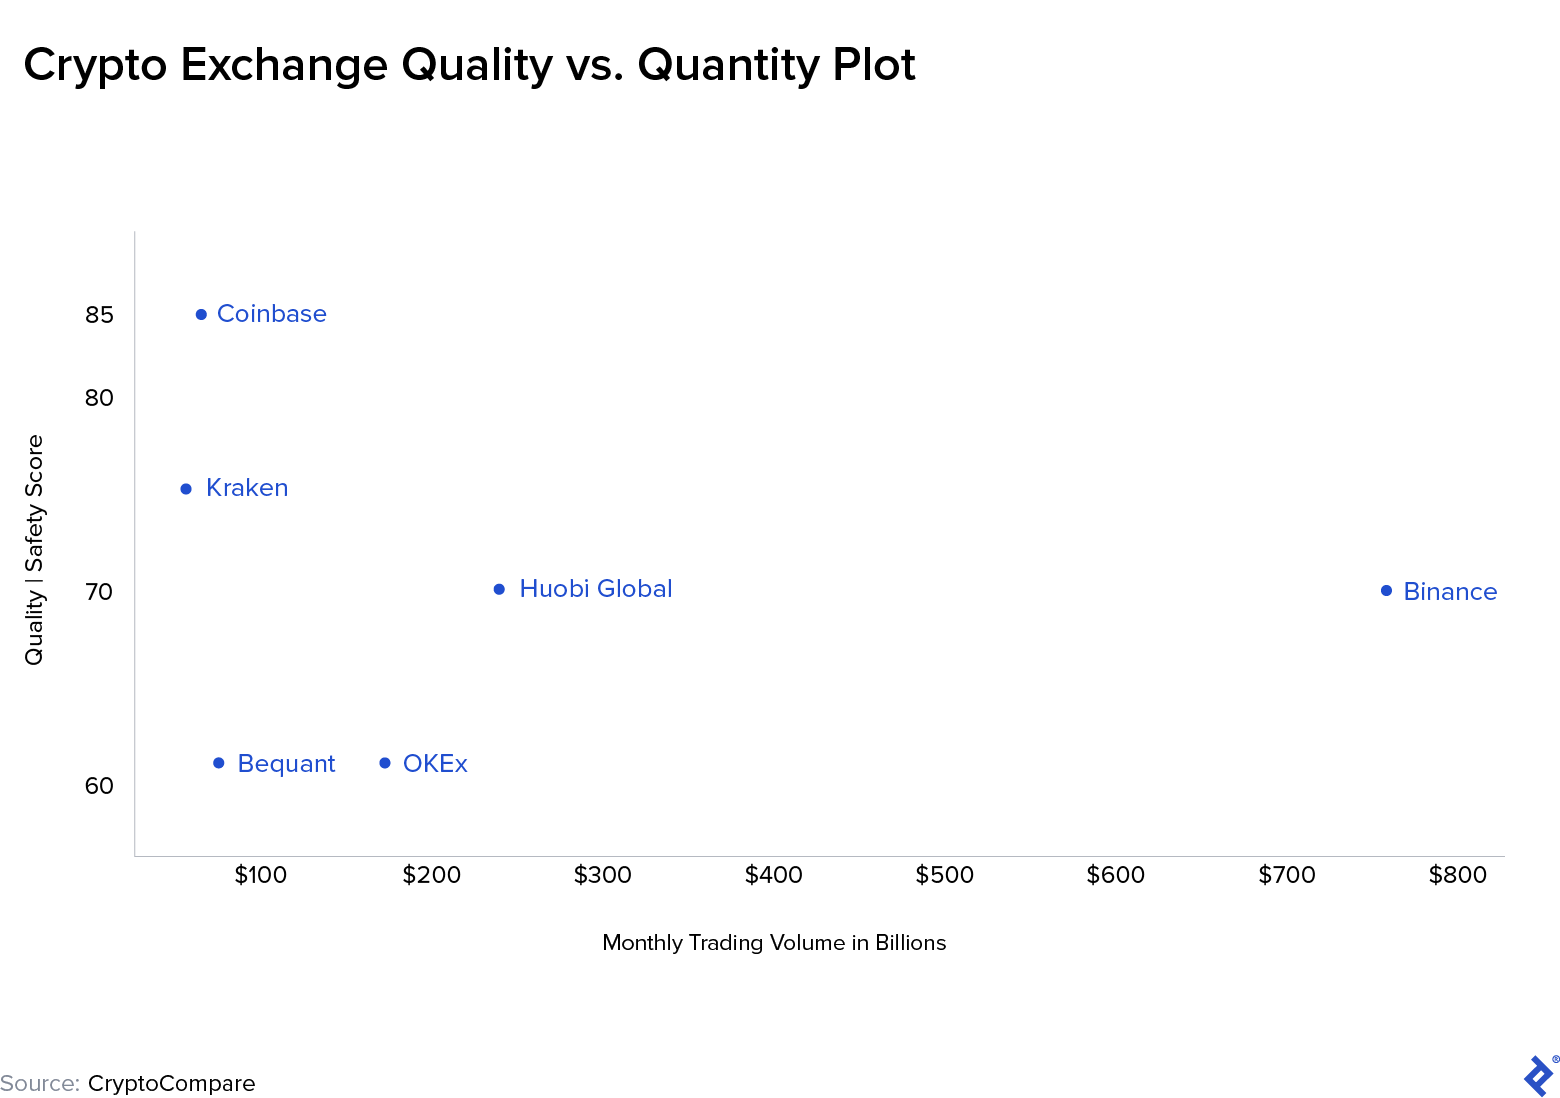 Crypto Exchange Quality vs. Quantity Plot
Quality | Safety Score
85
Coinbase
80
Kraken
70
Huobi Global
Binance
Bequant
OKEx
60
$100 $200 $300 $400 $500 $600 $700 $800
Monthly Trading Volume in Billions
Source: CryptoCompare
®